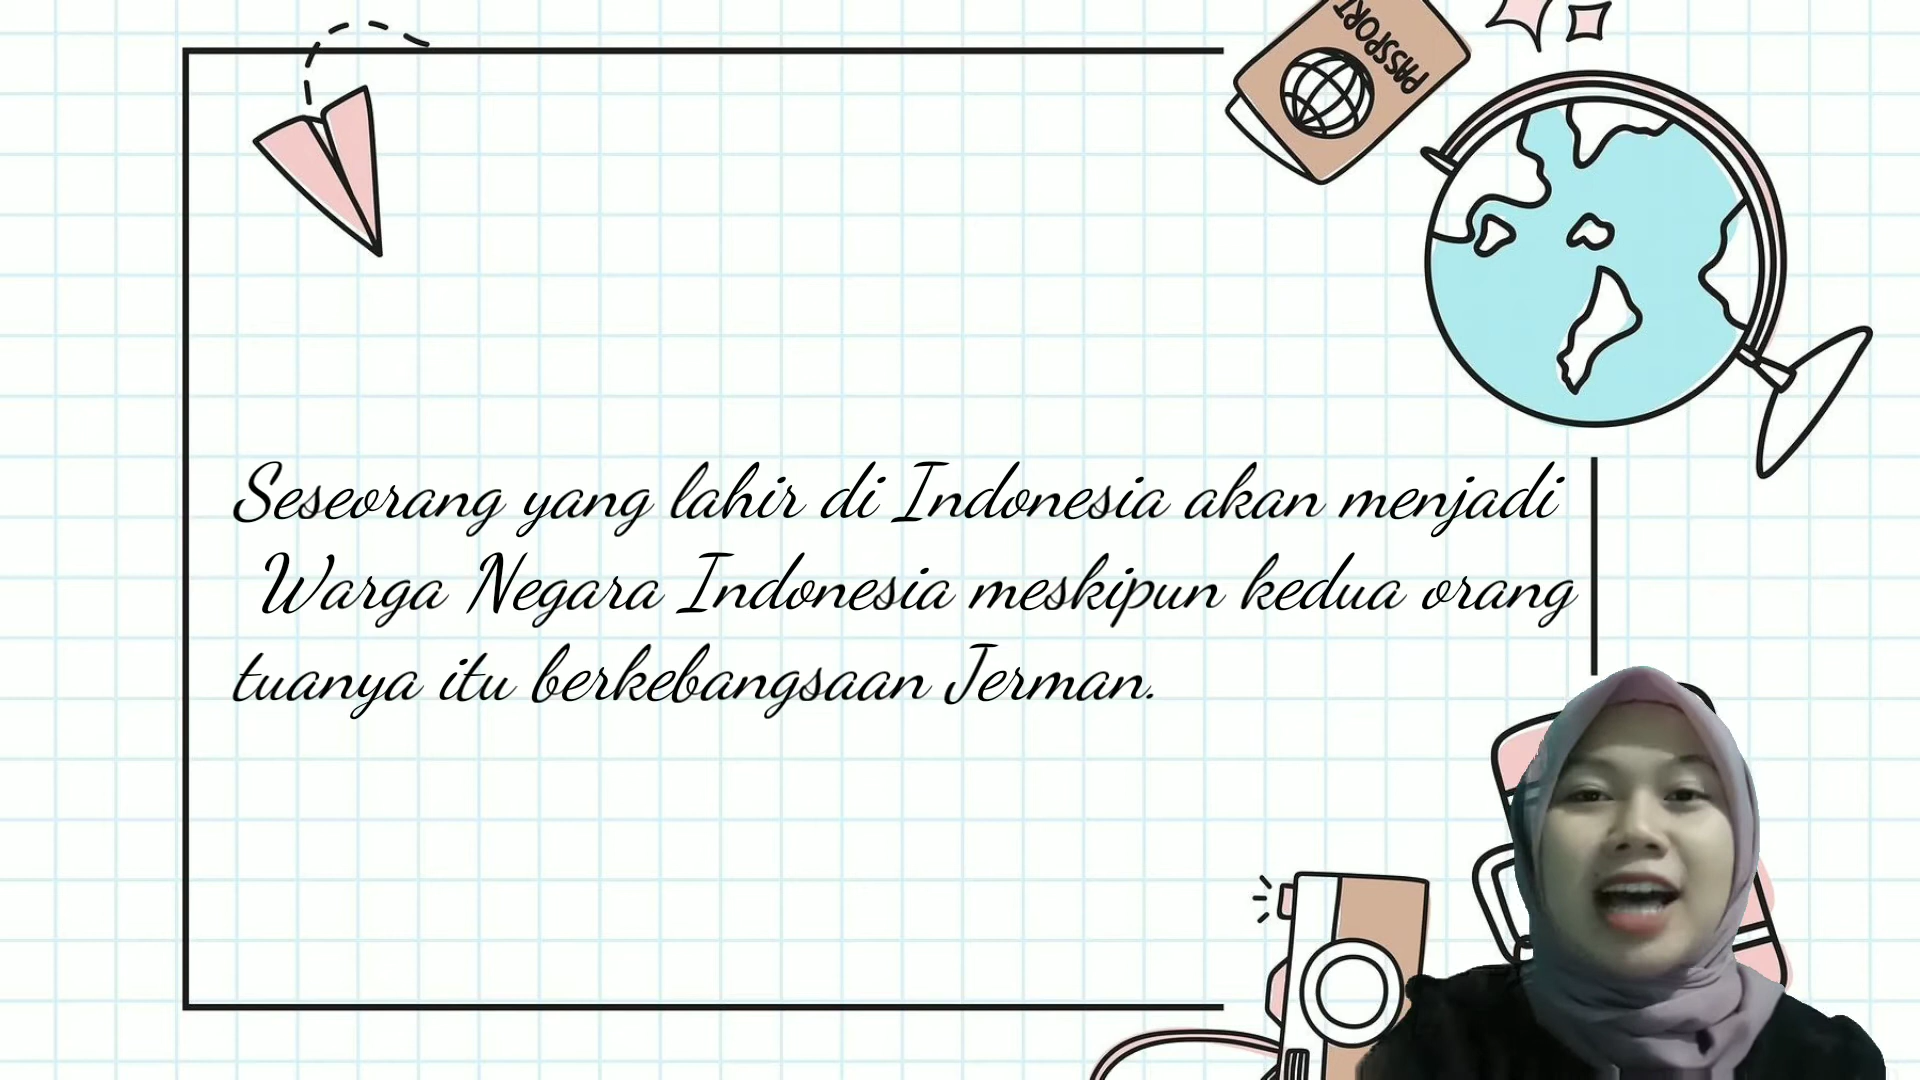 PASSPORT
Seseorang yang lahir di Indonesia akan menjadi
Warga Negara Indonesia meskipun kedua orang
tuanya itu berkebangsaan Jerman.